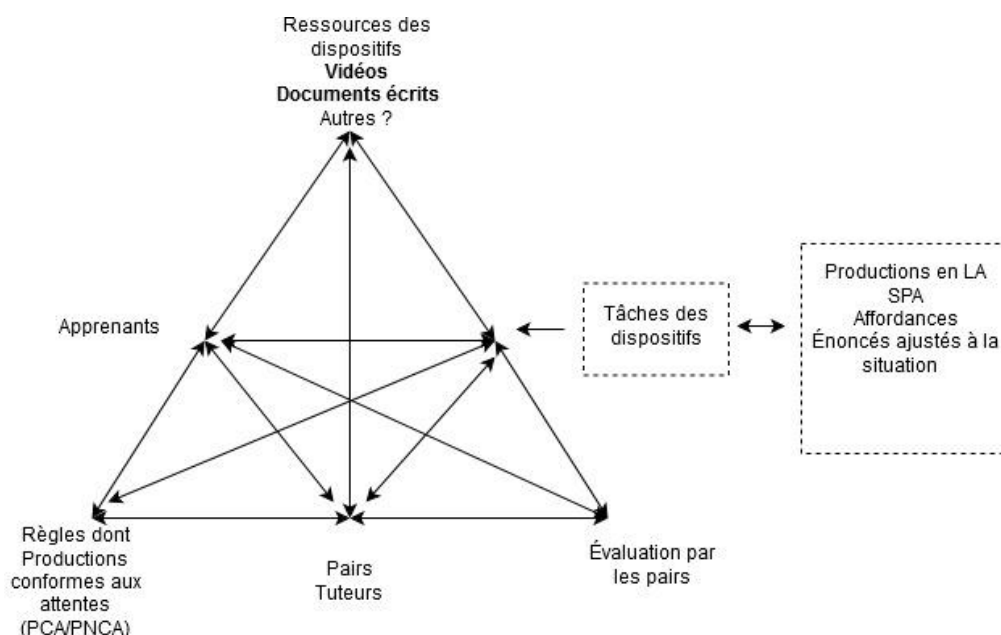 Ressources des
dispositifs
Vidéos
Documents écrits
Autres ?
Apprenants
Tâches des
dispositifs
Productions en LA
SPA
Affordances
Énoncés ajustés à la
situation
Règles dont
Productions
conformes aux
attentes
(PCA/PNCA)
Pairs
Tuteurs
Évaluation par
les pairs